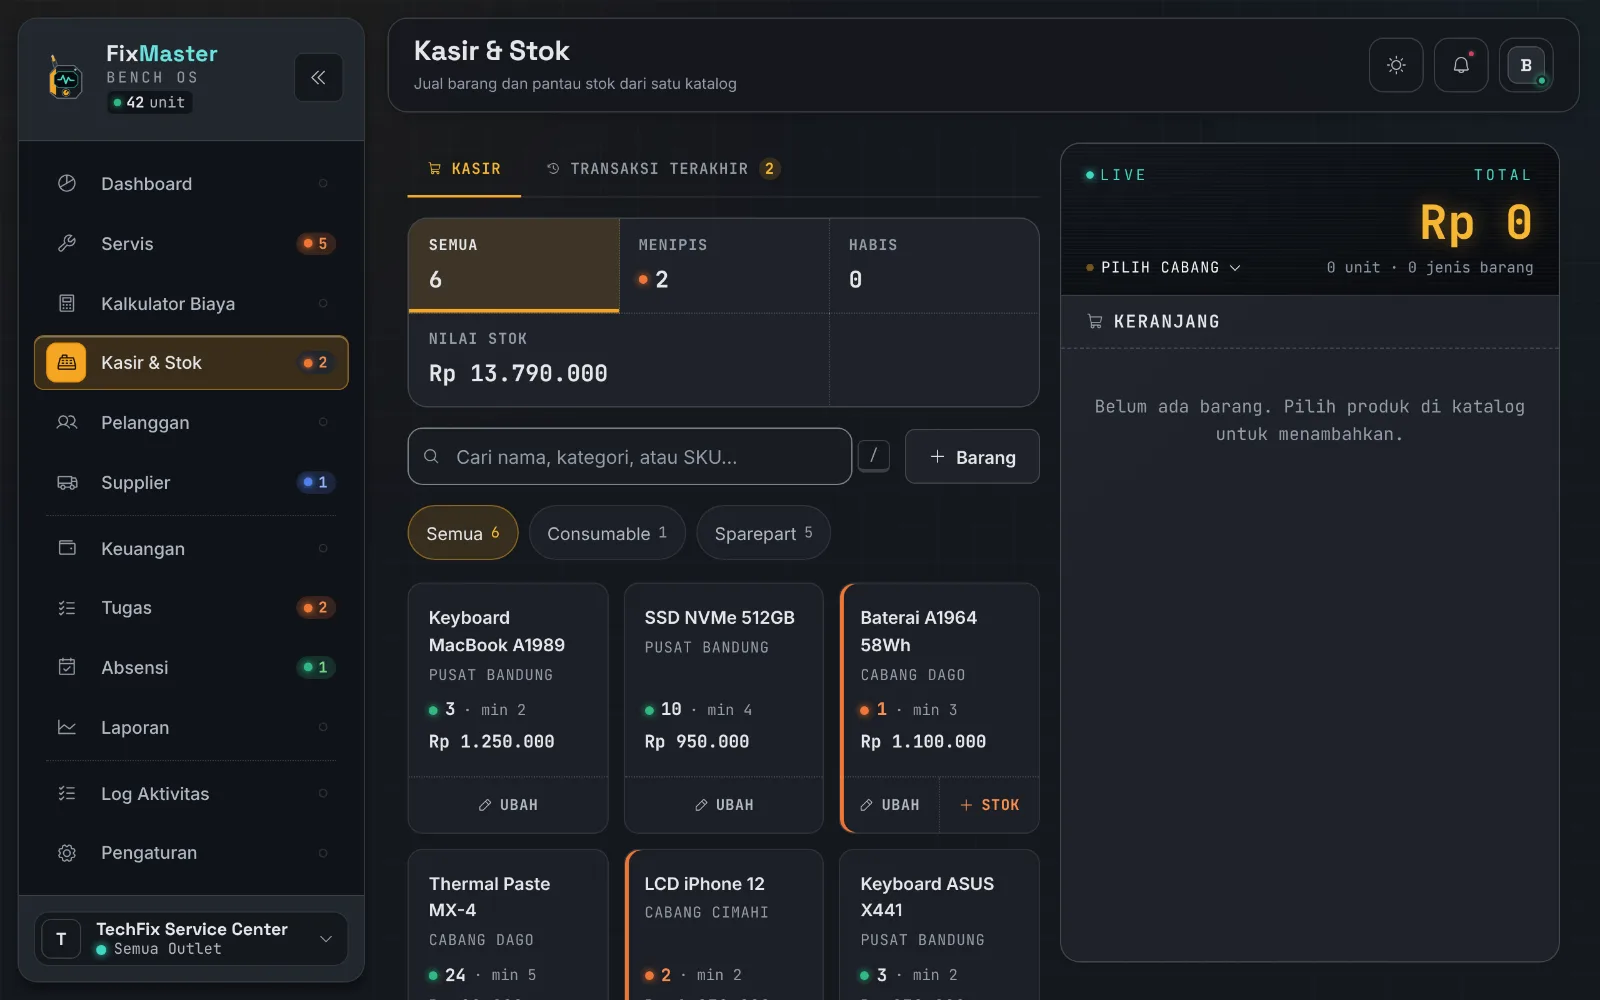 FixMaster
BENCH OS
42 unit
Dashboard
Servis
5
Kalkulator Biaya
Kasir & Stok
2
Pelanggan
Supplier
1
Keuangan
Tugas
2
Absensi
1
Laporan
Log Aktivitas
Pengaturan
T
TechFix Service Center
Semua Outlet
Kasir & Stok
Jual barang dan pantau stok dari satu katalog
B
KASIR
TRANSAKSI TERAKHIR 2
SEMUA
6
MENIPIS
2
HABIS
0
NILAI STOK
Rp 13.790.000
Cari nama, kategori, atau SKU...
/
+ Barang
Semua 6
Consumable 1
Sparepart 5
Keyboard
MacBook A1989
PUSAT BANDUNG
3 · min 2
Rp 1.250.000
UBAH
SSD NVMe 512GB
PUSAT BANDUNG
10 · min 4
Rp 950.000
UBAH
Baterai A1964
58Wh
CABANG DAGO
1 · min 3
Rp 1.100.000
UBAH
+ STOK
Thermal Paste
MX-4
CABANG DAGO
24 · min 5
LCD iPhone 12
CABANG CIMAHI
2 · min 2
Keyboard ASUS
X441
PUSAT BANDUNG
3 · min 2
LIVE
TOTAL
Rp 0
PILIH CABANG
0 unit · 0 jenis barang
KERANJANG
Belum ada barang. Pilih produk di katalog
untuk menambahkan.